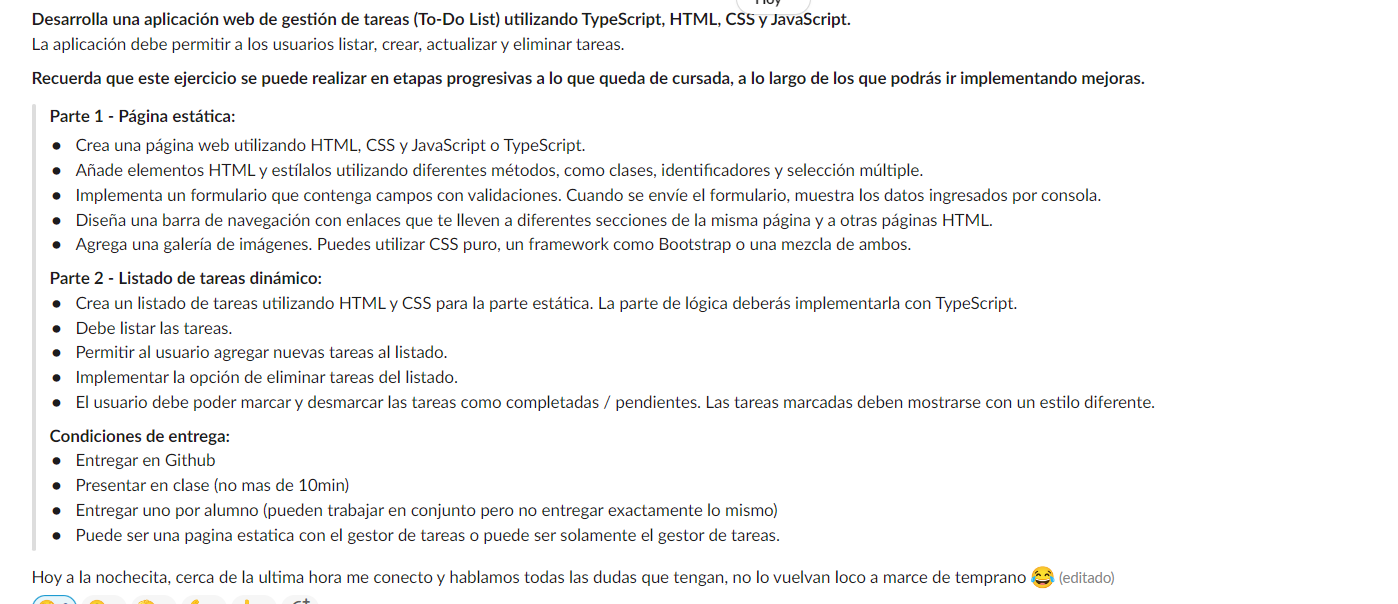 Hoy
Desarrolla una aplicación web de gestión de tareas (To-Do List) utilizando TypeScript, HTML, CSS y JavaScript.
La aplicación debe permitir a los usuarios listar, crear, actualizar y eliminar tareas.
Recuerda que este ejercicio se puede realizar en etapas progresivas a lo que queda de cursada, a lo largo de los que podrás ir implementando mejoras.
Parte 1 - Página estática:
● Crea una página web utilizando HTML, CSS y JavaScript o TypeScript.
● Añade elementos HTML y estílalos utilizando diferentes métodos, como clases, identificadores y selección múltiple.
● Implementa un formulario que contenga campos con validaciones. Cuando se envíe el formulario, muestra los datos ingresados por consola.
● Diseña una barra de navegación con enlaces que te lleven a diferentes secciones de la misma página y a otras páginas HTML.
● Agrega una galería de imágenes. Puedes utilizar CSS puro, un framework como Bootstrap o una mezcla de ambos.
Parte 2 - Listado de tareas dinámico:
● Crea un listado de tareas utilizando HTML y CSS para la parte estática. La parte de lógica deberás implementarla con TypeScript.
● Debe listar las tareas.
● Permitir al usuario agregar nuevas tareas al listado.
● Implementar la opción de eliminar tareas del listado.
● El usuario debe poder marcar y desmarcar las tareas como completadas / pendientes. Las tareas marcadas deben mostrarse con un estilo diferente.
Condiciones de entrega:
● Entregar en Github
● Presentar en clase (no mas de 10min)
● Entregar uno por alumno (pueden trabajar en conjunto pero no entregar exactamente lo mismo)
● Puede ser una pagina estatica con el gestor de tareas o puede ser solamente el gestor de tareas.
Hoy a la nochecita, cerca de la ultima hora me conecto y hablamos todas las dudas que tengan, no lo vuelvan loco a marce de temprano 😂 (editado)